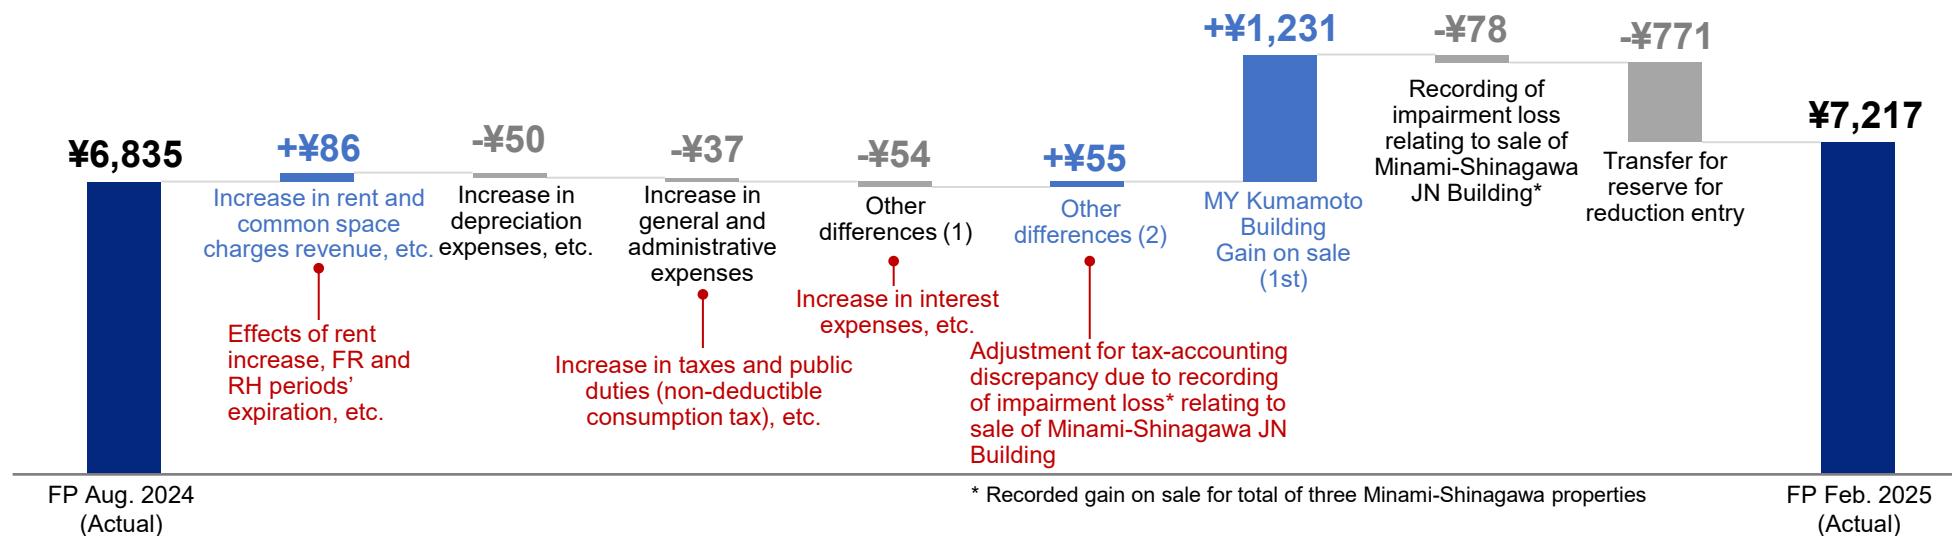 ¥6,835
FP Aug. 2024
(Actual)
+¥86
Increase in rent and
common space
charges revenue, etc.
Effects of rent
increase, FR and
RH periods’
expiration, etc.
-¥50
Increase in
depreciation
expenses, etc.
-¥37
Increase in
general and
administrative
expenses
Increase in taxes and public
duties (non-deductible
consumption tax), etc.
-¥54
Other
differences (1)
Increase in interest
expenses, etc.
+¥55
Other
differences (2)
Adjustment for tax-accounting
discrepancy due to recording
of impairment loss* relating to
sale of Minami-Shinagawa JN
Building
+¥1,231
MY Kumamoto
Building
Gain on sale
(1st)
-¥78
Recording of
impairment loss
relating to sale of
Minami-Shinagawa
JN Building*
-¥771
Transfer for
reserve for
reduction entry
¥7,217
FP Feb. 2025
(Actual)
* Recorded gain on sale for total of three Minami-Shinagawa properties